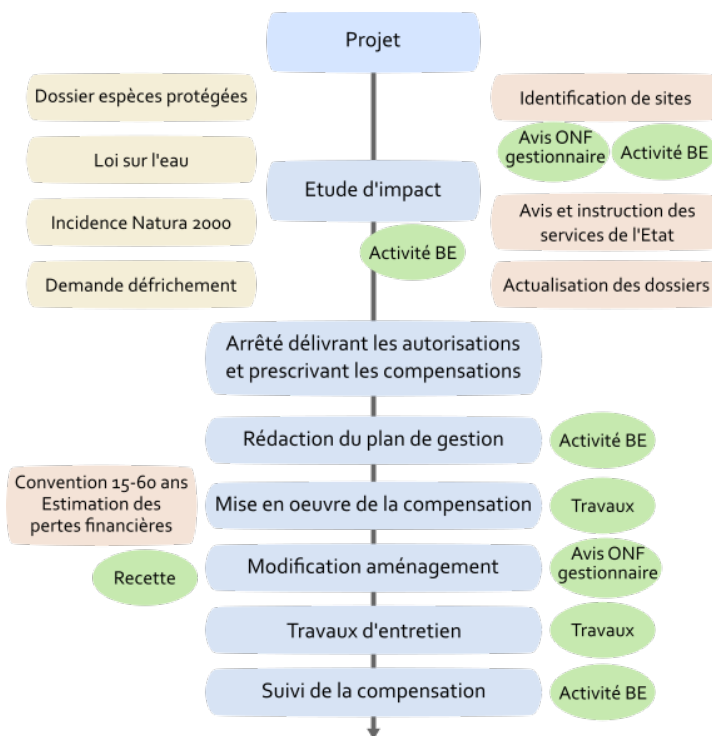 Projet
Dossier espèces protégées
Identification de sites
Avis ONF
gestionnaire
Activité BE
Loi sur l'eau
Etude d'impact
Incidence Natura 2000
Avis et instruction des
services de l'Etat
Activité BE
Demande défrichement
Actualisation des dossiers
Arrêté délivrant les autorisations
et prescrivant les compensations
Rédaction du plan de gestion
Activité BE
Convention 15-60 ans
Estimation des
pertes financières
Mise en oeuvre de la compensation
Travaux
Recette
Modification aménagement
Avis ONF
gestionnaire
Travaux d'entretien
Travaux
Suivi de la compensation
Activité BE